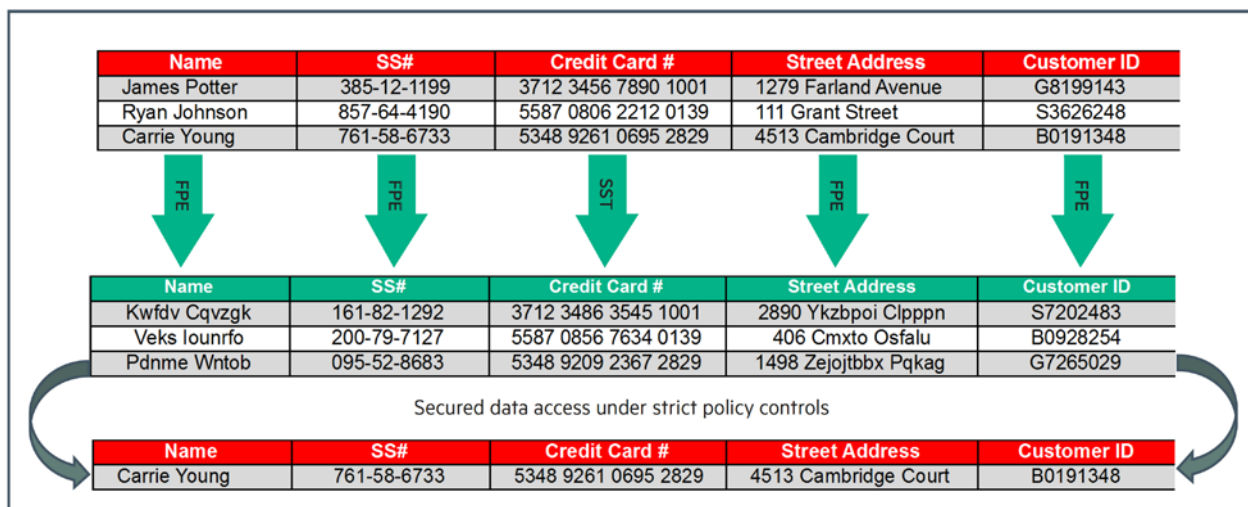 Name SS# Credit Card # Street Address Customer ID
James Potter 385-12-1199 3712 3456 7890 1001 1279 Farland Avenue G8199143
Ryan Johnson 857-64-4190 5587 0806 2212 0139 111 Grant Street S3626248
Carrie Young 761-58-6733 5348 9261 0695 2829 4513 Cambridge Court B0191348
FPE FPE SST FPE FPE
Name SS# Credit Card # Street Address Customer ID
Kwfdv Cqvzgk 161-82-1292 3712 3486 3545 1001 2890 Ykzbpoi Clpppn S7202483
Veks Iounrfo 200-79-7127 5587 0856 7634 0139 406 Cmxto Osfalu B0928254
Pdnme Wntob 095-52-8683 5348 9209 2367 2829 1498 Zejojtbbx Pqkag G7265029
Secured data access under strict policy controls
Name SS# Credit Card # Street Address Customer ID
Carrie Young 761-58-6733 5348 9261 0695 2829 4513 Cambridge Court B0191348